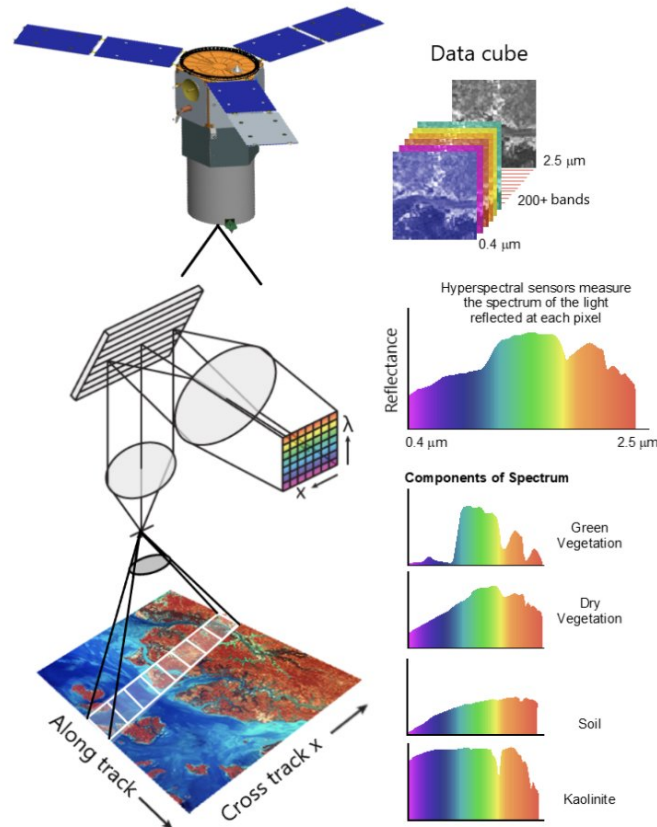 Data cube
2.5 μm
200+ bands
0.4 μm
Hyperspectral sensors measure
the spectrum of the light
reflected at each pixel
Reflectance
0.4 μm
2.5 μm
λ
x
Components of Spectrum
Green
Vegetation
Dry
Vegetation
Soil
Kaolinite
Along track
Cross track x